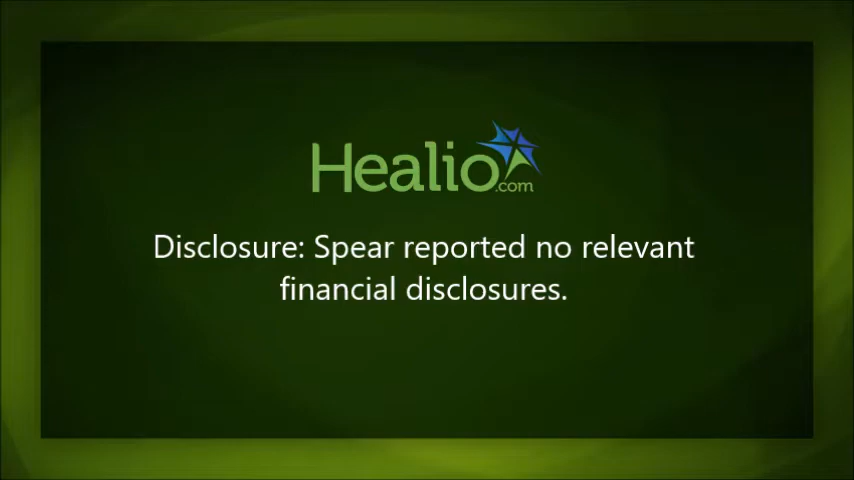 Healio.com
Disclosure: Spear reported no relevant
financial disclosures.